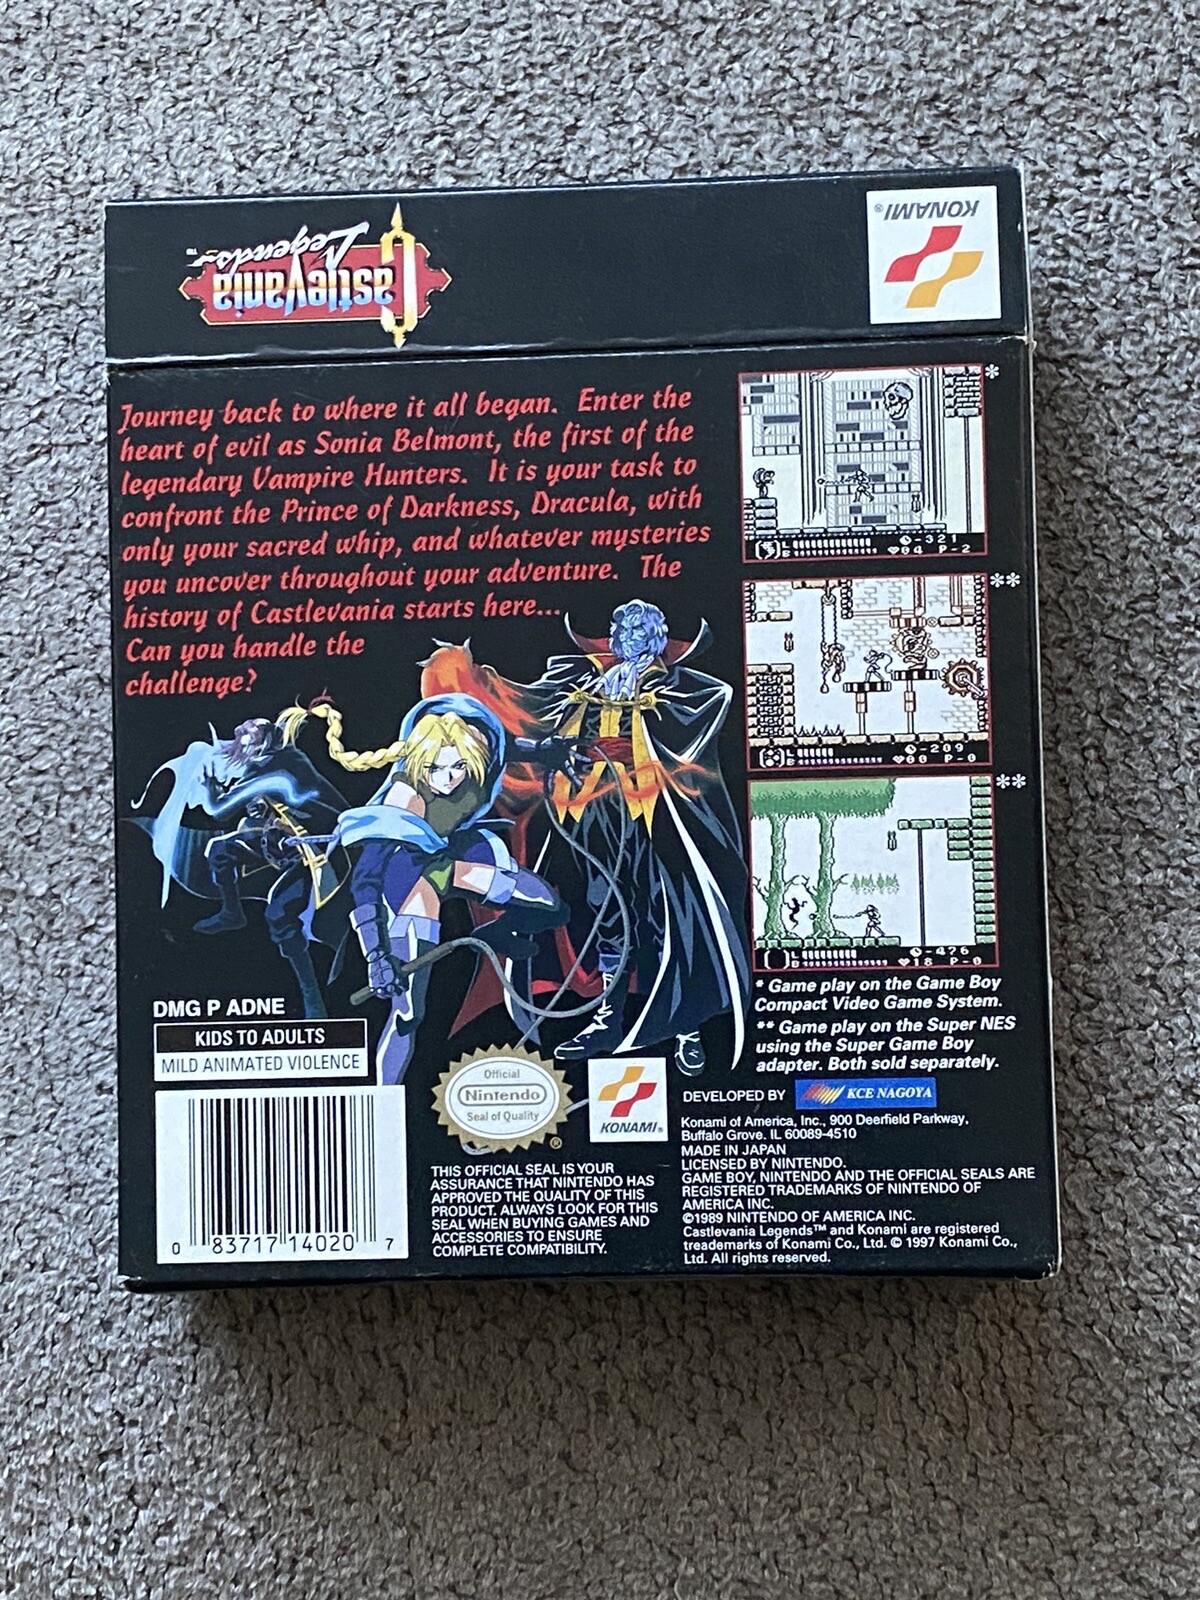 KONAMI®
Castlevania
Legends™
Journey back to where it all began. Enter the
heart of evil as Sonia Belmont, the first of the
legendary Vampire Hunters. It is your task to
confront the Prince of Darkness, Dracula, with
only your sacred whip, and whatever mysteries
you uncover throughout your adventure. The
history of Castlevania starts here...
Can you handle the
challenge?
*
-321
04 P-2
**
-209
00 P-0
**
-476
18 P-0
* Game play on the Game Boy
Compact Video Game System.
** Game play on the Super NES
using the Super Game Boy
adapter. Both sold separately.
DMG P ADNE
KIDS TO ADULTS
MILD ANIMATED VIOLENCE
0 83717 14020 7
Official
Nintendo
Seal of Quality
®
KONAMI®
THIS OFFICIAL SEAL IS YOUR
ASSURANCE THAT NINTENDO HAS
APPROVED THE QUALITY OF THIS
PRODUCT. ALWAYS LOOK FOR THIS
SEAL WHEN BUYING GAMES AND
ACCESSORIES TO ENSURE
COMPLETE COMPATIBILITY.
DEVELOPED BY KCE NAGOYA
Konami of America, Inc., 900 Deerfield Parkway,
Buffalo Grove. IL 60089-4510
MADE IN JAPAN
LICENSED BY NINTENDO.
GAME BOY, NINTENDO AND THE OFFICIAL SEALS ARE
REGISTERED TRADEMARKS OF NINTENDO OF
AMERICA INC.
©1989 NINTENDO OF AMERICA INC.
Castlevania Legends™ and Konami are registered
trademarks of Konami Co., Ltd. © 1997 Konami Co.,
Ltd. All rights reserved.